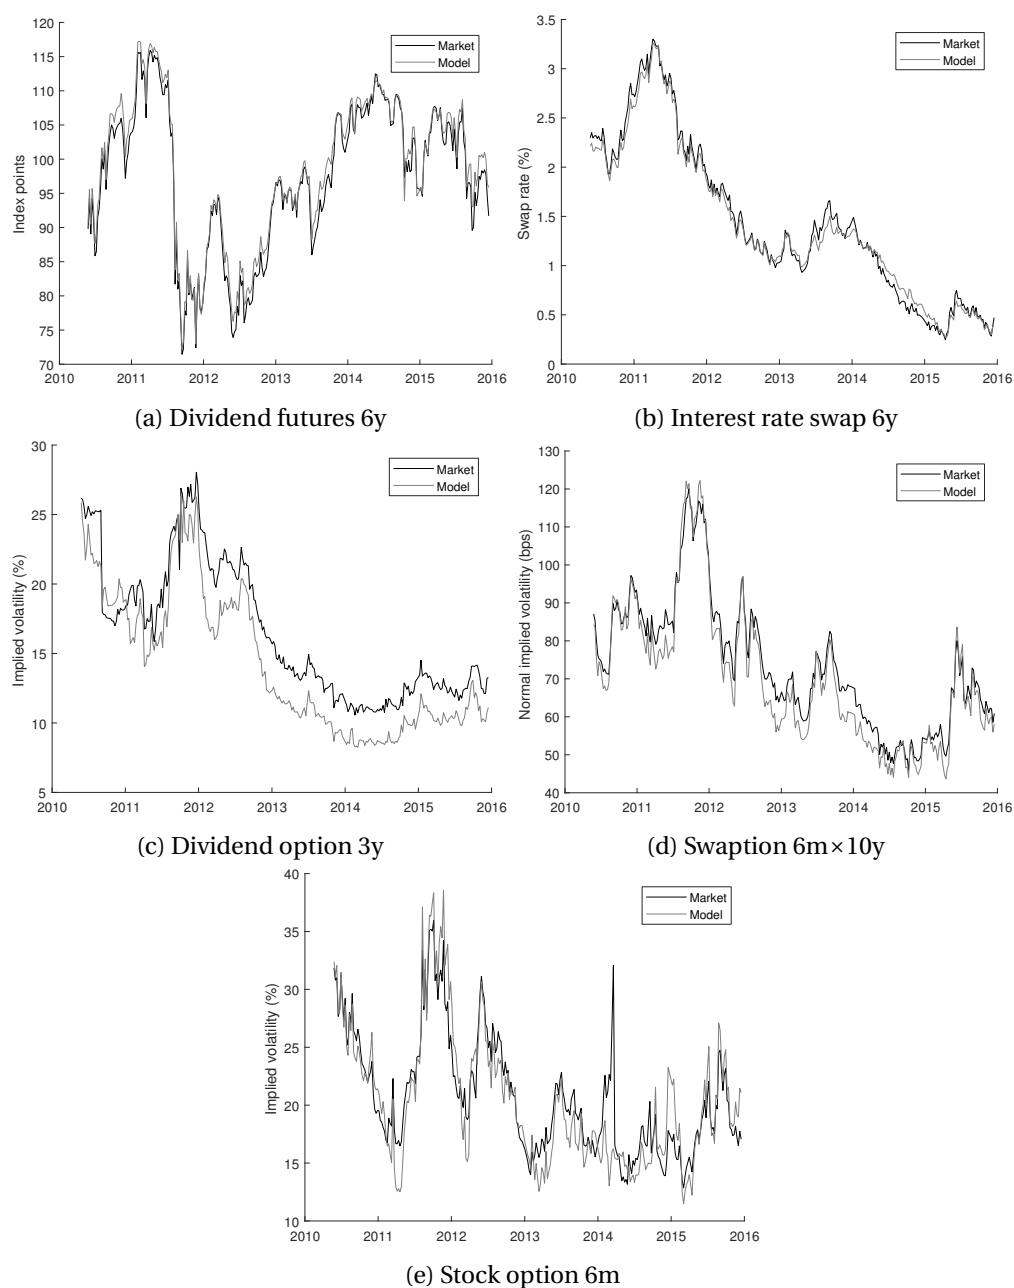 120
115
110
105
100
95
90
85
80
75
70
Index points
Market
Model
2010 2011 2012 2013 2014 2015 2016
(a) Dividend futures 6y
3.5
3
2.5
2
1.5
1
0.5
0
Swap rate (%)
Market
Model
2010 2011 2012 2013 2014 2015 2016
(b) Interest rate swap 6y
30
25
20
15
10
5
Implied volatility (%)
Market
Model
2010 2011 2012 2013 2014 2015 2016
(c) Dividend option 3y
130
120
110
100
90
80
70
60
50
40
Normal implied volatility (bps)
Market
Model
2010 2011 2012 2013 2014 2015 2016
(d) Swaption 6m×10y
40
35
30
25
20
15
10
Implied volatility (%)
Market
Model
2010 2011 2012 2013 2014 2015 2016
(e) Stock option 6m